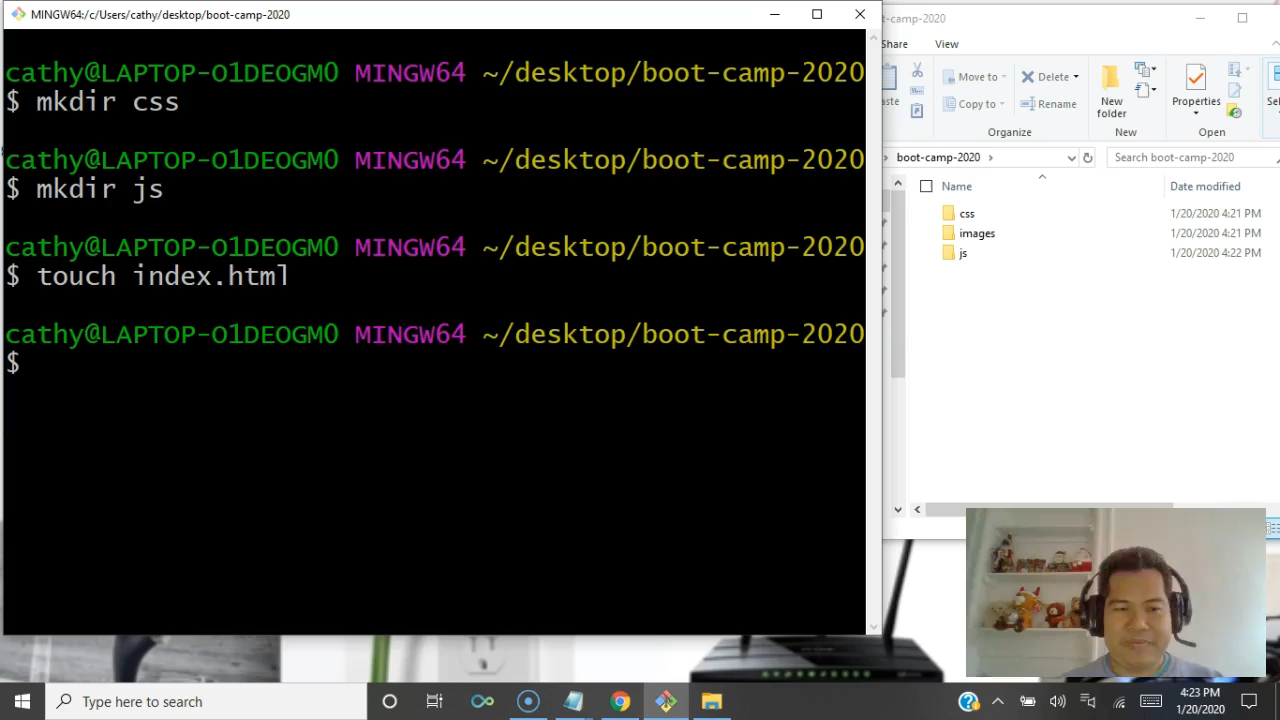 MINGW64:/c/Users/cathy/desktop/boot-camp-2020
cathy@LAPTOP-O1DEOGM0 MINGW64 ~/desktop/boot-camp-2020
$ mkdir css
cathy@LAPTOP-O1DEOGM0 MINGW64 ~/desktop/boot-camp-2020
$ mkdir js
cathy@LAPTOP-O1DEOGM0 MINGW64 ~/desktop/boot-camp-2020
$ touch index.html
cathy@LAPTOP-O1DEOGM0 MINGW64 ~/desktop/boot-camp-2020
$
-camp-2020
Share View
Move to
Copy to
Delete
Rename
New
folder
Properties
Organize New Open
boot-camp-2020
Search boot-camp-2020
Name Date modified
css 1/20/2020 4:21 PM
images 1/20/2020 4:21 PM
js 1/20/2020 4:22 PM
Type here to search
4:23 PM
1/20/2020